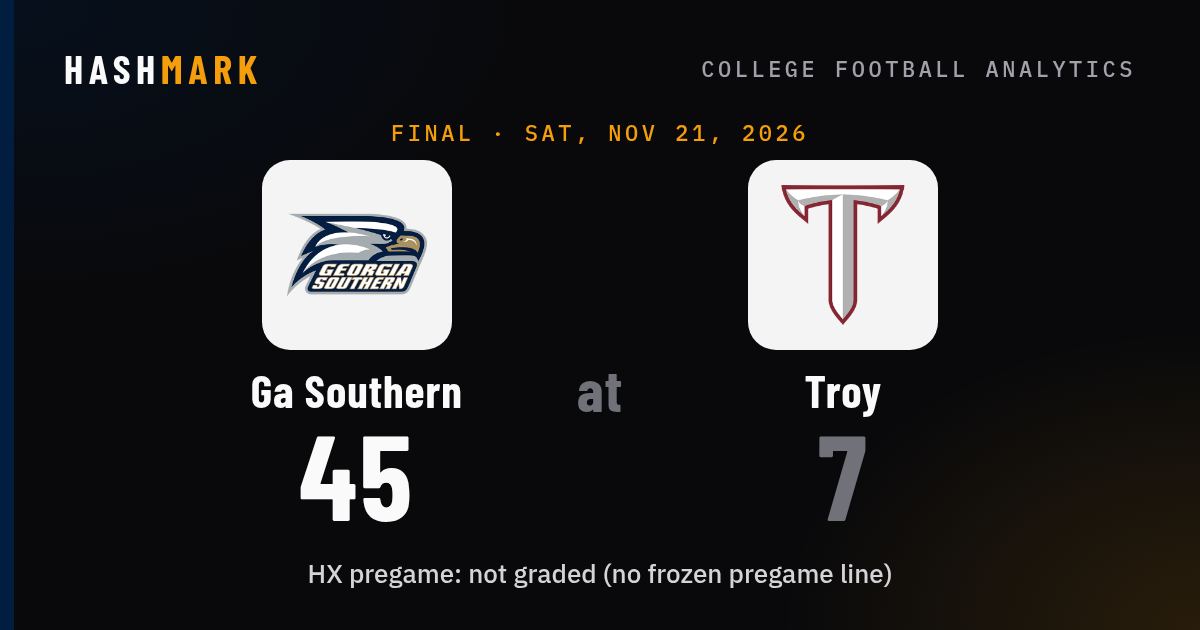 HASHMARK
COLLEGE FOOTBALL ANALYTICS
FINAL · SAT, NOV 21, 2026
GEORGIA
SOUTHERN
T
Ga Southern
at
Troy
45
7
HX pregame: not graded (no frozen pregame line)